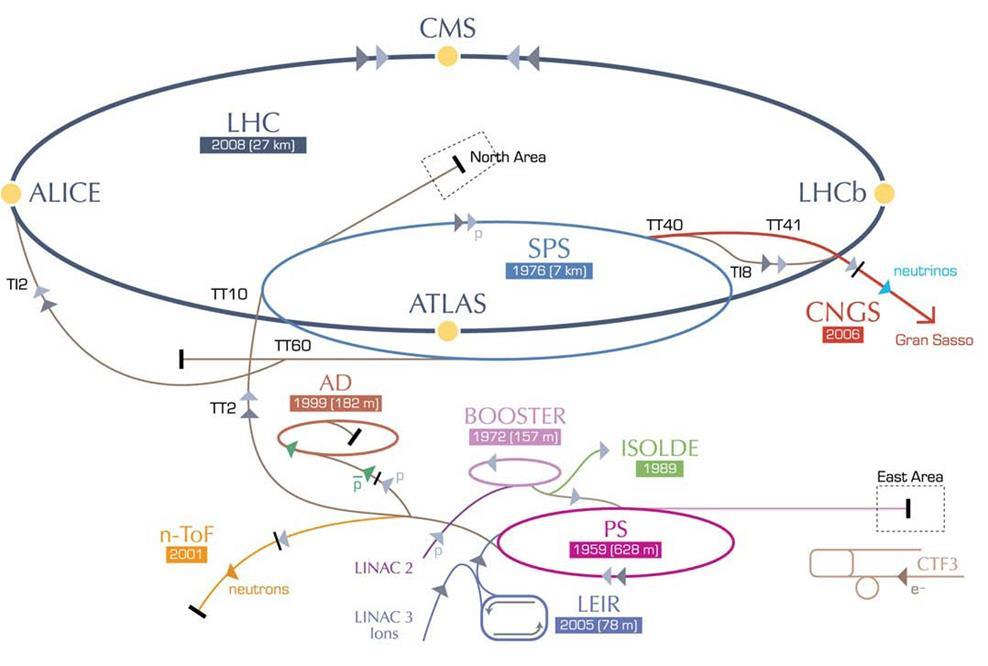 CMS
LHC
2008 (27 km)
North Area
ALICE
LHCb
TT40
TT41
p
SPS
1976 (7 km)
TI8
neutrinos
TI2
TT10
ATLAS
CNGS
2006
Gran Sasso
TT60
AD
1999 (182 m)
TT2
BOOSTER
1972 (157 m)
ISOLDE
1989
p̅
p
East Area
n-ToF
2001
PS
1959 (628 m)
p
LINAC 2
neutrons
CTF3
e-
LEIR
2005 (78 m)
LINAC 3
Ions